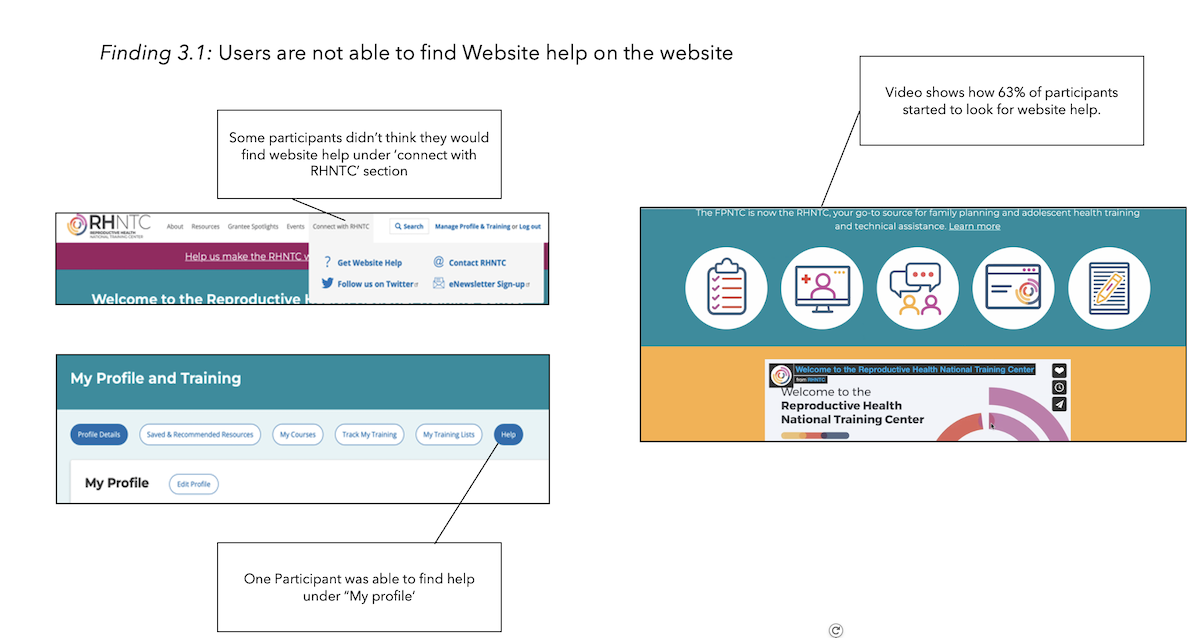 Finding 3.1: Users are not able to find Website help on the website
Video shows how 63% of participants
started to look for website help.
Some participants didn’t think they would
find website help under ‘connect with
RHNTC’ section
RHNTC
REPRODUCTIVE HEALTH
NATIONAL TRAINING CENTER
About
Resources
Grantee Spotlights
Events
Connect with RHNTC
Search
Manage Profile & Training or Log out
Help us make the RHNTC w
? Get Website Help
@ Contact RHNTC
Follow us on Twitter
eNewsletter Sign-up
Welcome to the Reproductive H
The FPNTC is now the RHNTC, your go-to source for family planning and adolescent health training
and technical assistance. Learn more
Welcome to the Reproductive Health National Training Center
from RHNTC
Welcome to the
Reproductive Health
National Training Center
My Profile and Training
Profile Details
Saved & Recommended Resources
My Courses
Track My Training
My Training Lists
Help
My Profile
Edit Profile
One Participant was able to find help
under “My profile‘